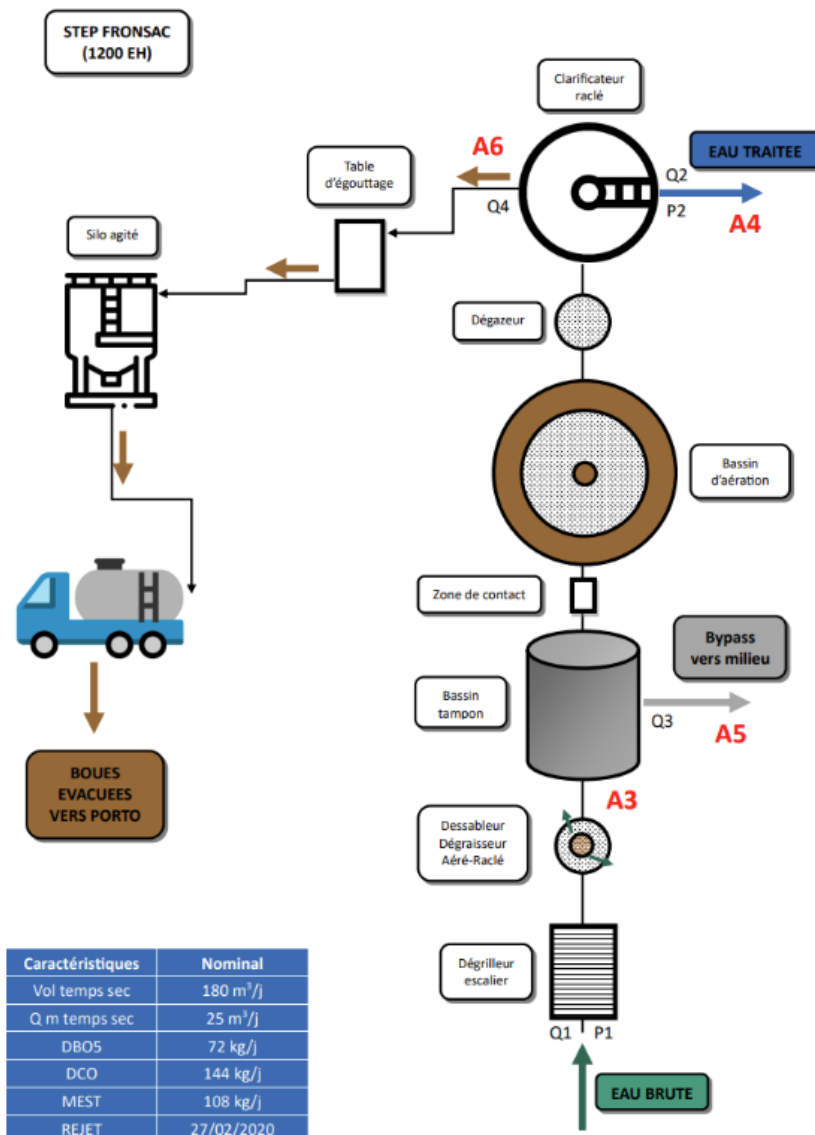 STEP FRONSAC
(1200 EH)
Clarificateur
raclé
A6
EAU TRAITEE
Table
d'égouttage
Q2
Q4
P2
A4
Silo agité
Dégazeur
Bassin
d'aération
Zone de contact
Bypass
vers milieu
Bassin
tampon
Q3
A5
BOUES
EVACUEES
VERS PORTO
A3
Dessableur
Dégraisseur
Aéré-Raclé
Dégrilleur
escalier
Q1 P1
EAU BRUTE
Caractéristiques Nominal
Vol temps sec 180 m³/j
Q m temps sec 25 m³/j
DBO5 72 kg/j
DCO 144 kg/j
MEST 108 kg/j
REJET 27/02/2020